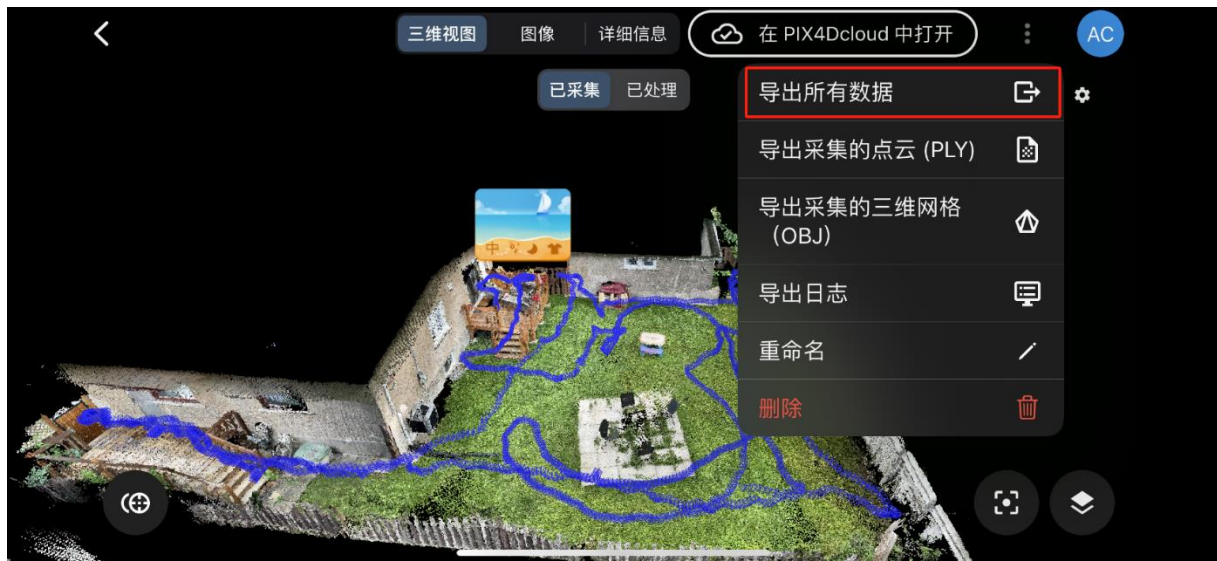 三维视图 图像 详细信息 在 PIX4Dcloud 中打开 AC
已采集 已处理
导出所有数据
导出采集的点云 (PLY)
导出采集的三维网格
（OBJ）
中
导出日志
重命名
删除